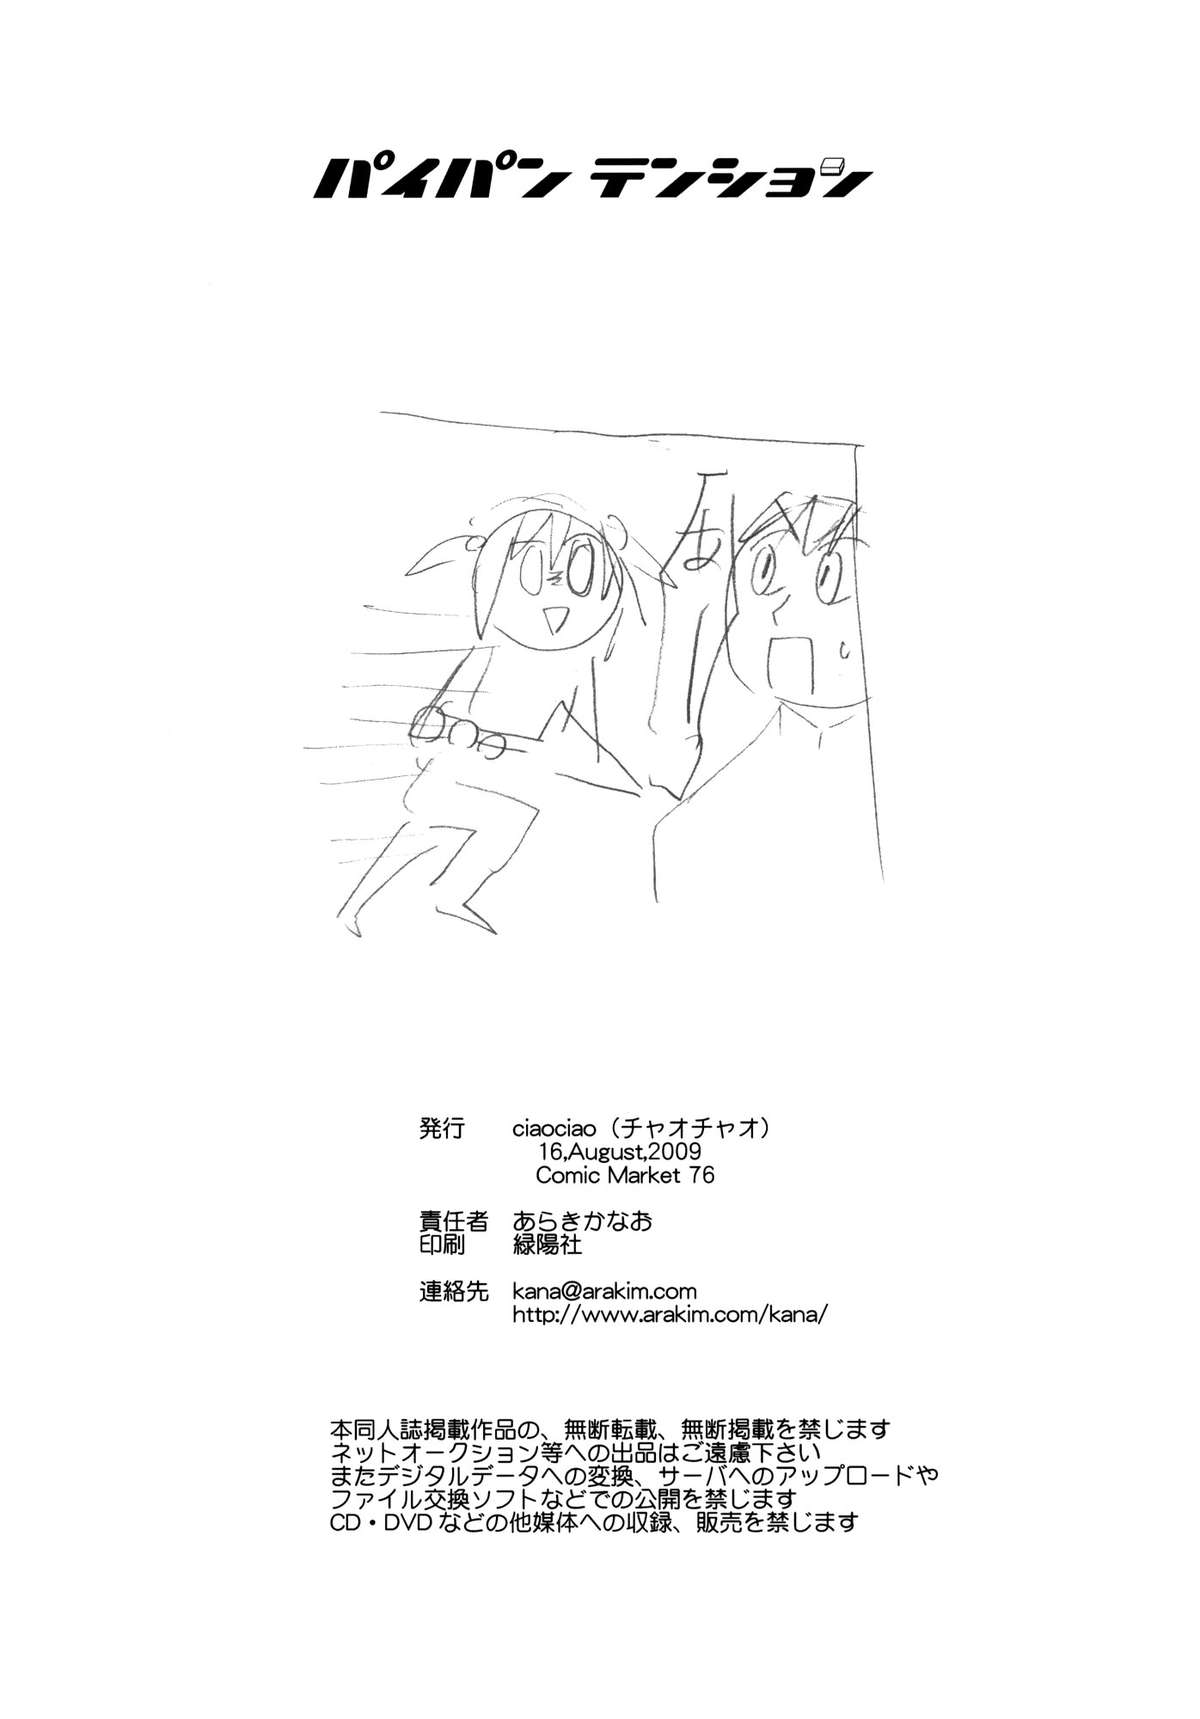 パイパン テンション
発行 ciaociao（チャオチャオ）
16,August,2009
Comic Market 76
責任者 あらきかなお
印刷 緑陽社
連絡先 kana@arakim.com
http://www.arakim.com/kana/
本同人誌掲載作品の、無断転載、無断掲載を禁じます
ネットオークション等への出品はご遠慮下さい
またデジタルデータへの変換、サーバへのアップロードや
ファイル交換ソフトなどでの公開を禁じます
CD・DVDなどの他媒体への収録、販売を禁じます